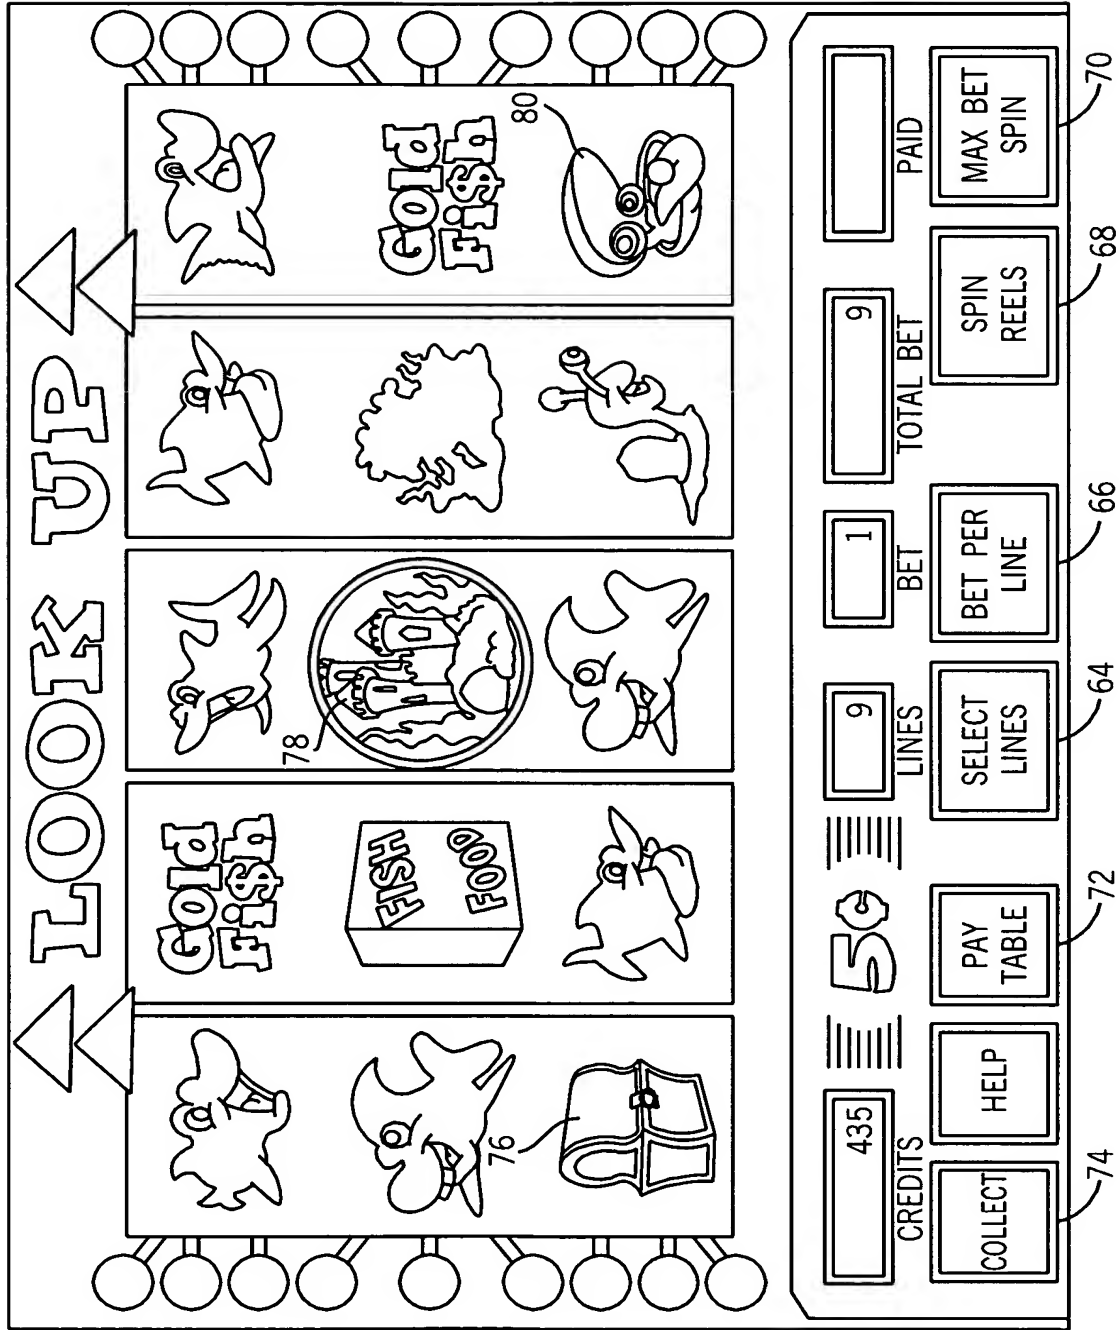 LOOK UP
Gold
Fi$h
FISH
FOOD
78
Gold
Fi$h
76
80
435
CREDITS
5¢
9
LINES
1
BET
9
TOTAL BET
PAID
COLLECT
HELP
PAY
TABLE
SELECT
LINES
BET PER
LINE
SPIN
REELS
MAX BET
SPIN
74
72
64
66
68
70